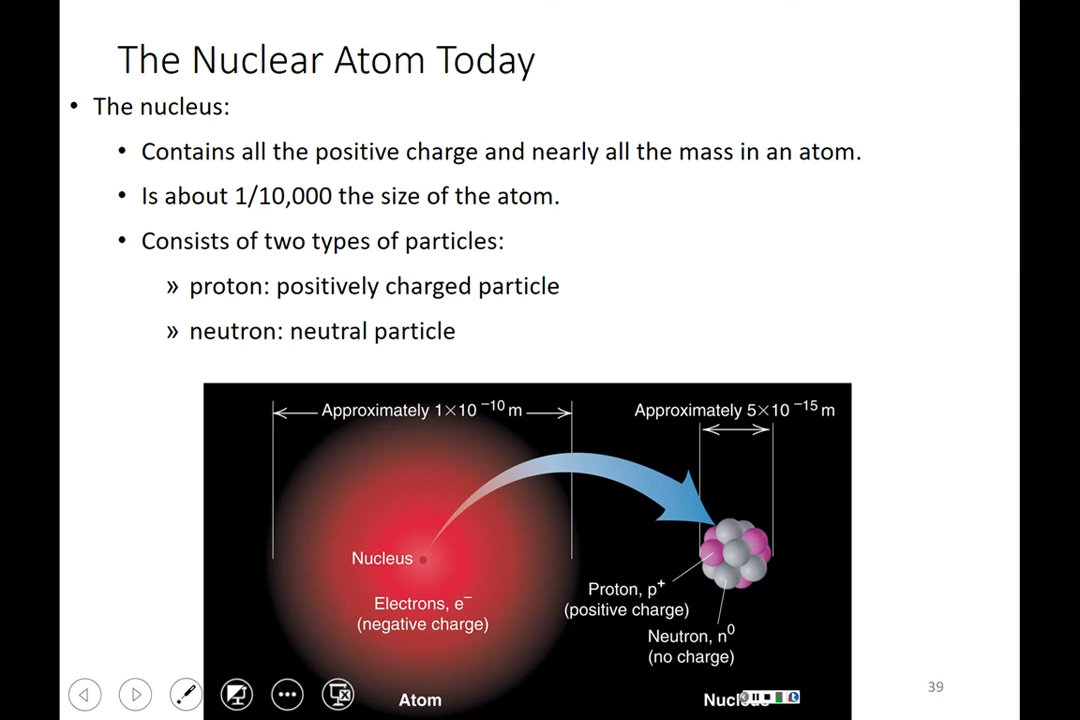 The Nuclear Atom Today
• The nucleus:
• Contains all the positive charge and nearly all the mass in an atom.
• Is about 1/10,000 the size of the atom.
• Consists of two types of particles:
» proton: positively charged particle
» neutron: neutral particle
Approximately 1×10 ⁻¹⁰ m
Approximately 5×10 ⁻¹⁵ m
Nucleus
Electrons, e⁻
(negative charge)
Proton, p⁺
(positive charge)
Neutron, n⁰
(no charge)
Atom
39